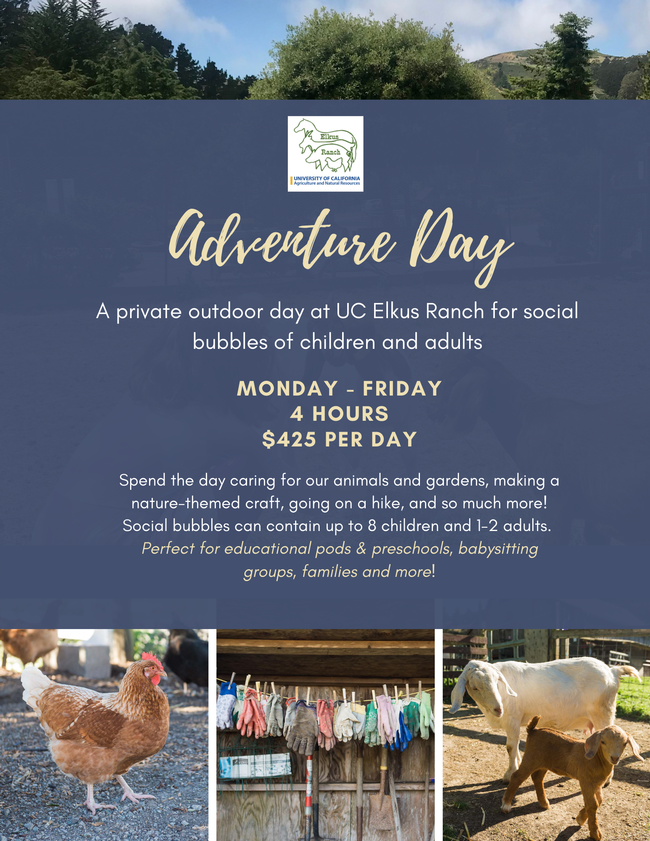 Elkus
Ranch
UNIVERSITY OF CALIFORNIA
Agriculture and Natural Resources
Adventure Day
A private outdoor day at UC Elkus Ranch for social
bubbles of children and adults
MONDAY - FRIDAY
4 HOURS
$425 PER DAY
Spend the day caring for our animals and gardens, making a
nature-themed craft, going on a hike, and so much more!
Social bubbles can contain up to 8 children and 1-2 adults.
Perfect for educational pods & preschools, babysitting
groups, families and more!